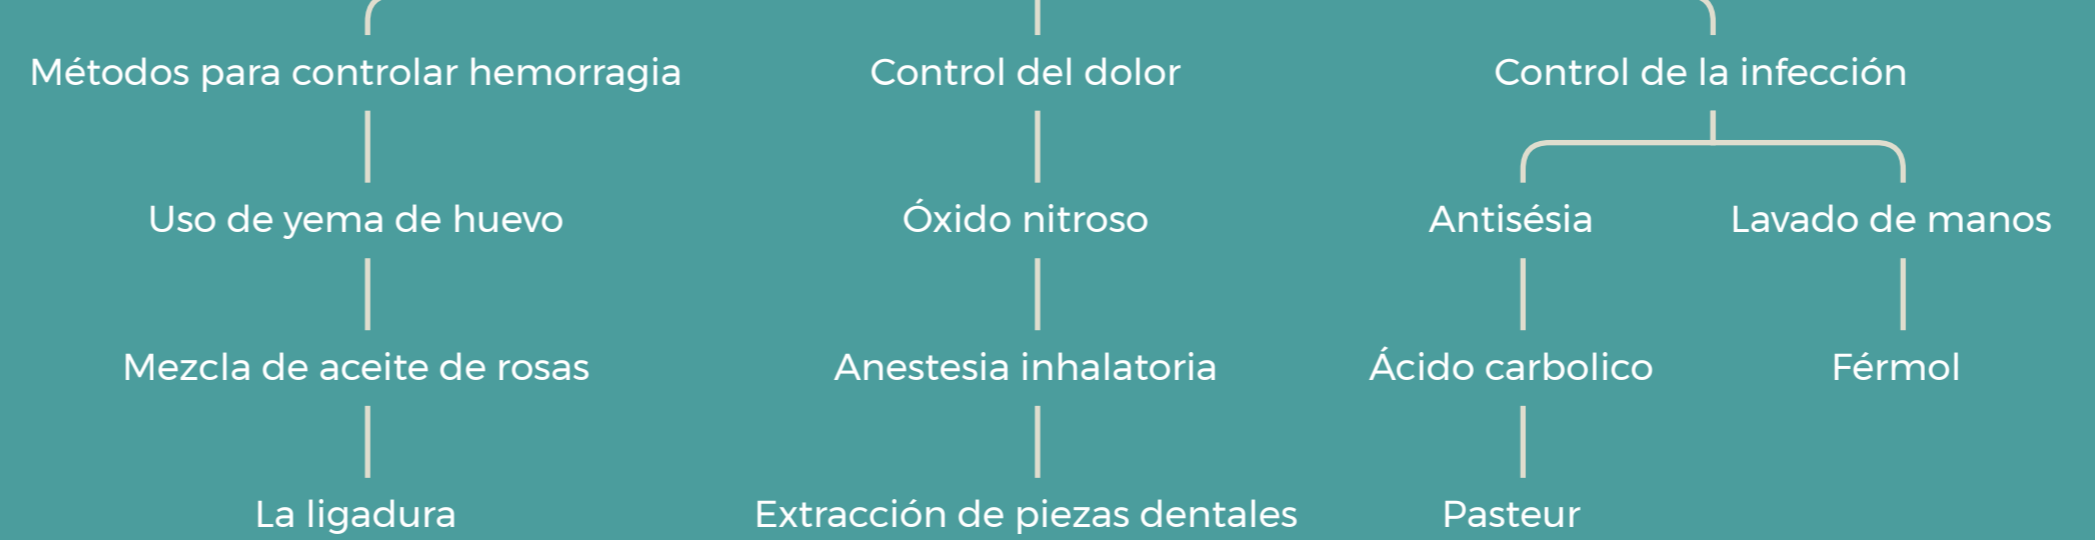 Métodos para controlar hemorragia
Control del dolor
Control de la infección
Uso de yema de huevo
Óxido nitroso
Antisésia
Lavado de manos
Mezcla de aceite de rosas
Anestesia inhalatoria
Ácido carbolico
Férmol
La ligadura
Extracción de piezas dentales
Pasteur